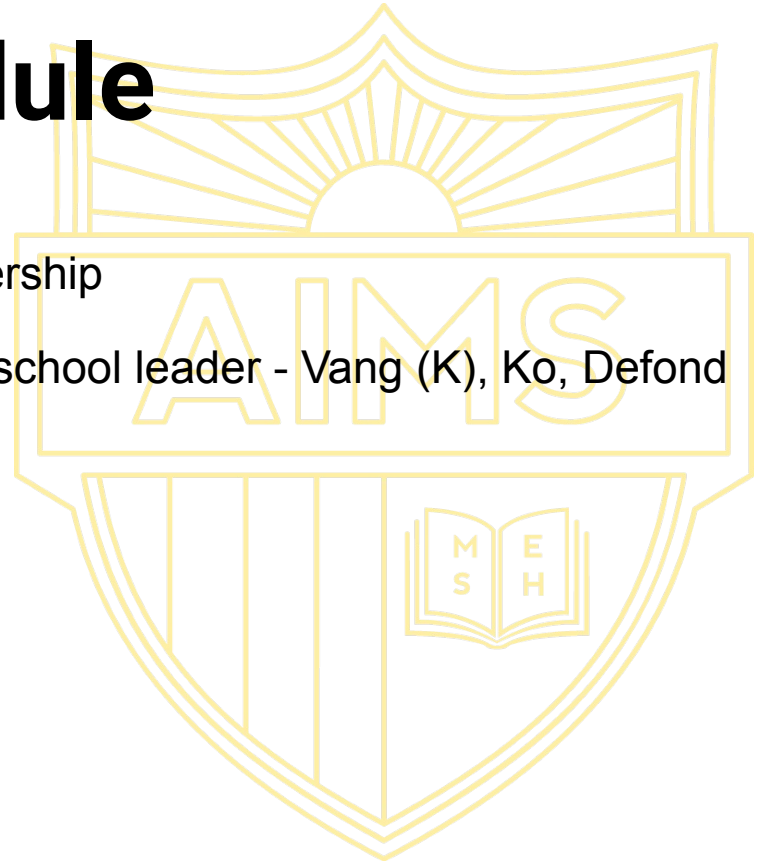 dule
ership
school leader - Vang (K), Ko, Defond
AIMS
M E
S H